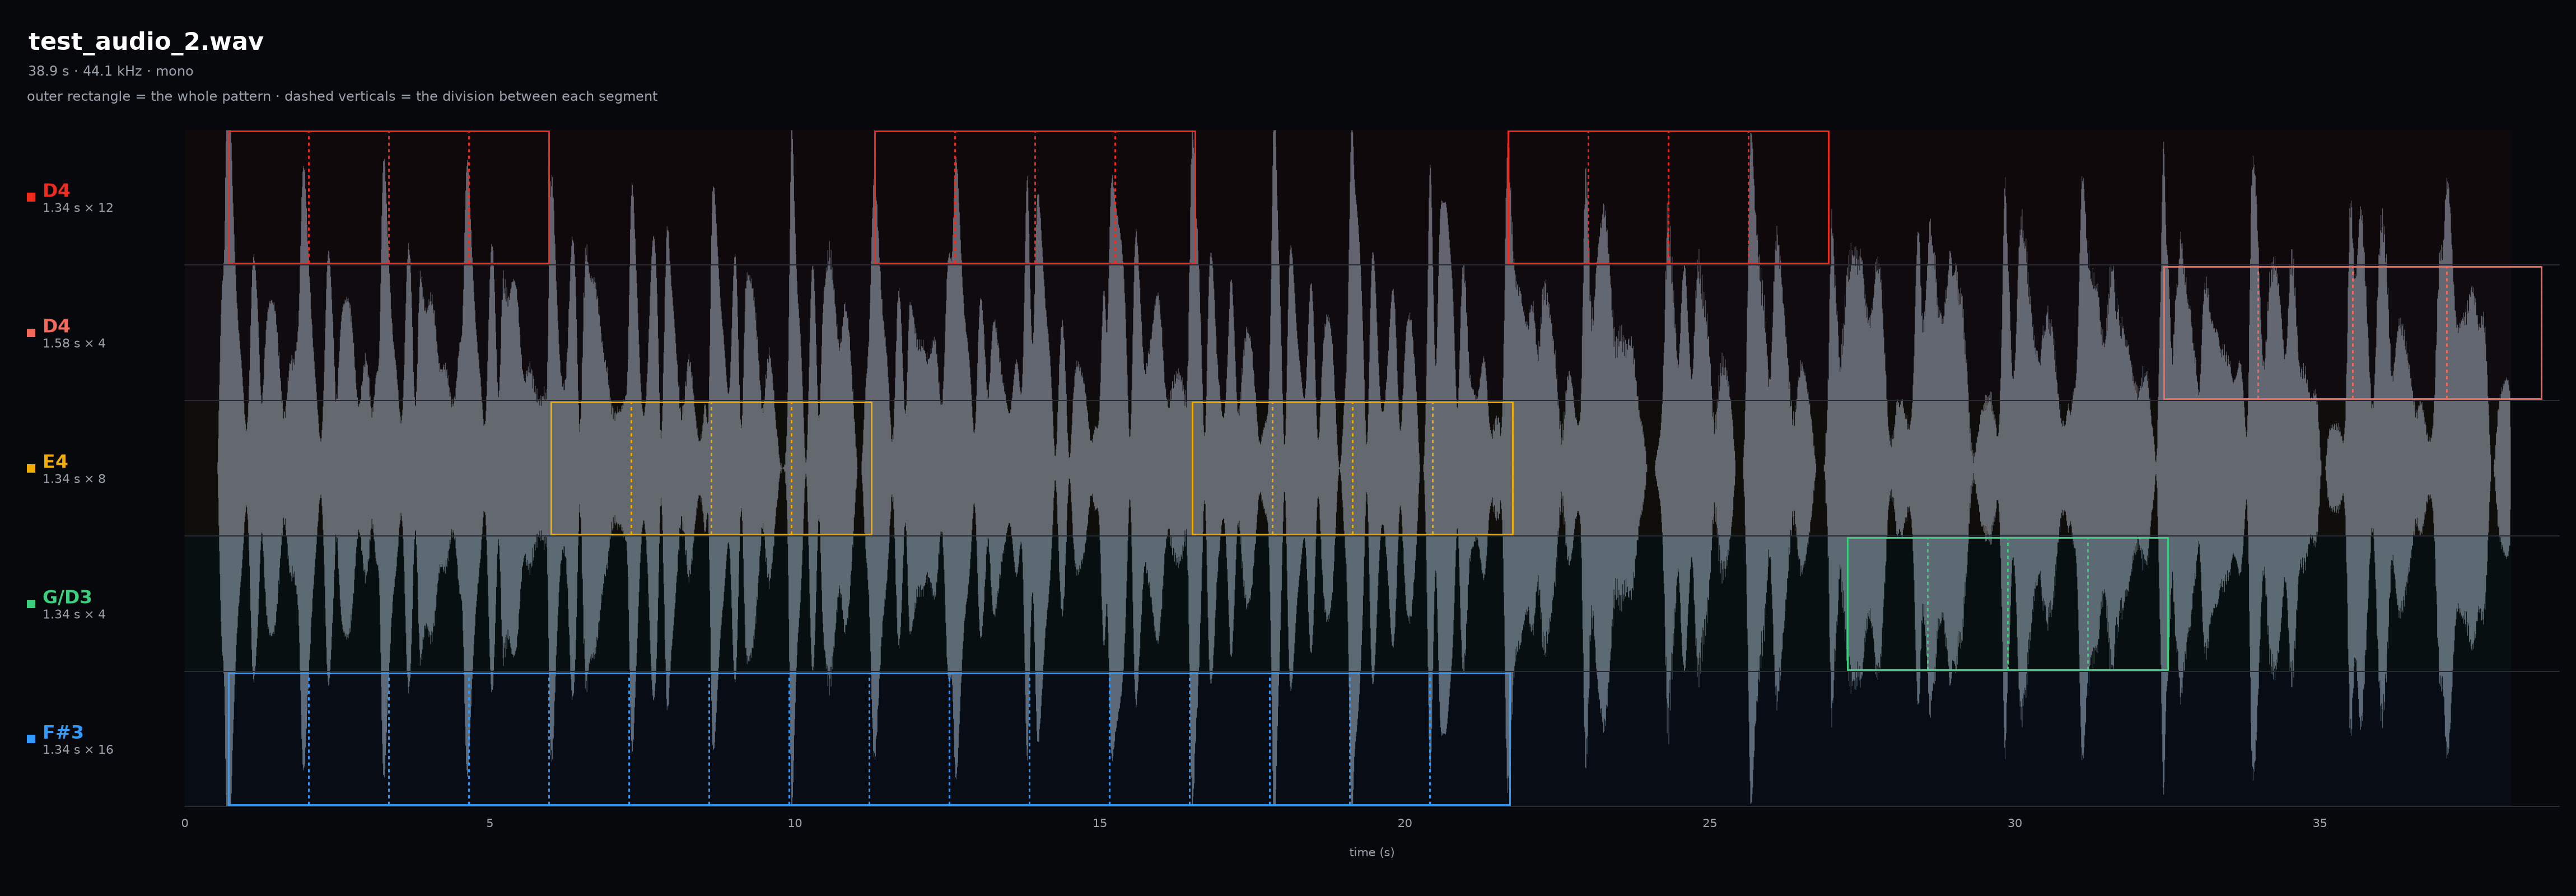 test_audio_2.wav
38.9 s · 44.1 kHz · mono
outer rectangle = the whole pattern · dashed verticals = the division between each segment
D4
1.34 s × 12
D4
1.58 s × 4
E4
1.34 s × 8
G/D3
1.34 s × 4
F#3
1.34 s × 16
0 5 10 15 20 25 30 35
time (s)